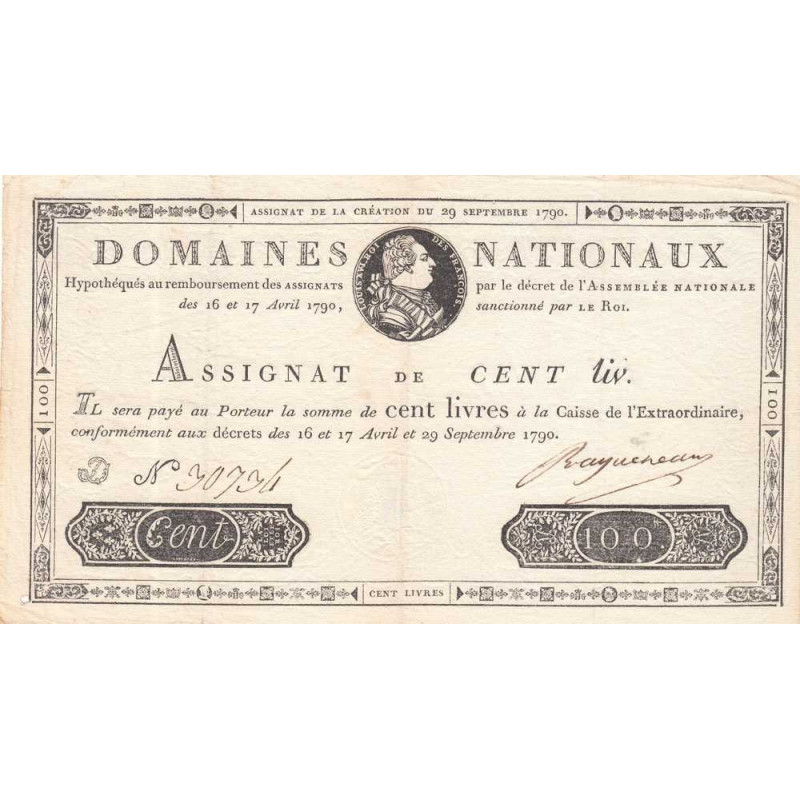 ASSIGNAT DE LA CRÉATION DU 29 SEPTEMBRE 1790.
DOMAINES NATIONAUX
LOUIS XVI. ROI DES FRANÇOIS.
Hypothéqués au remboursement des ASSIGNATS par le décret de l'ASSEMBLÉE NATIONALE
des 16 et 17 Avril 1790, sanctionné par LE ROI.
ASSIGNAT DE CENT liv.
IL sera payé au Porteur la somme de cent livres à la Caisse de l'Extraordinaire,
conformément aux décrets des 16 et 17 Avril et 29 Septembre 1790.
D N° 30734
Cent
100
100
100
CENT LIVRES